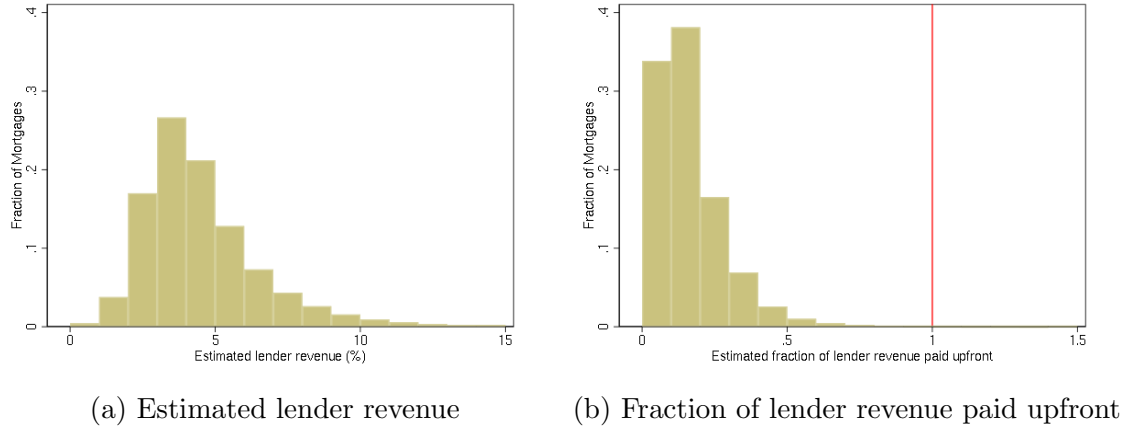 Fraction of Mortgages
.4
.3
.2
.1
0
0 5 10 15
Estimated lender revenue (%)
(a) Estimated lender revenue
Fraction of Mortgages
.4
.3
.2
.1
0
0 .5 1 1.5
Estimated fraction of lender revenue paid upfront
(b) Fraction of lender revenue paid upfront